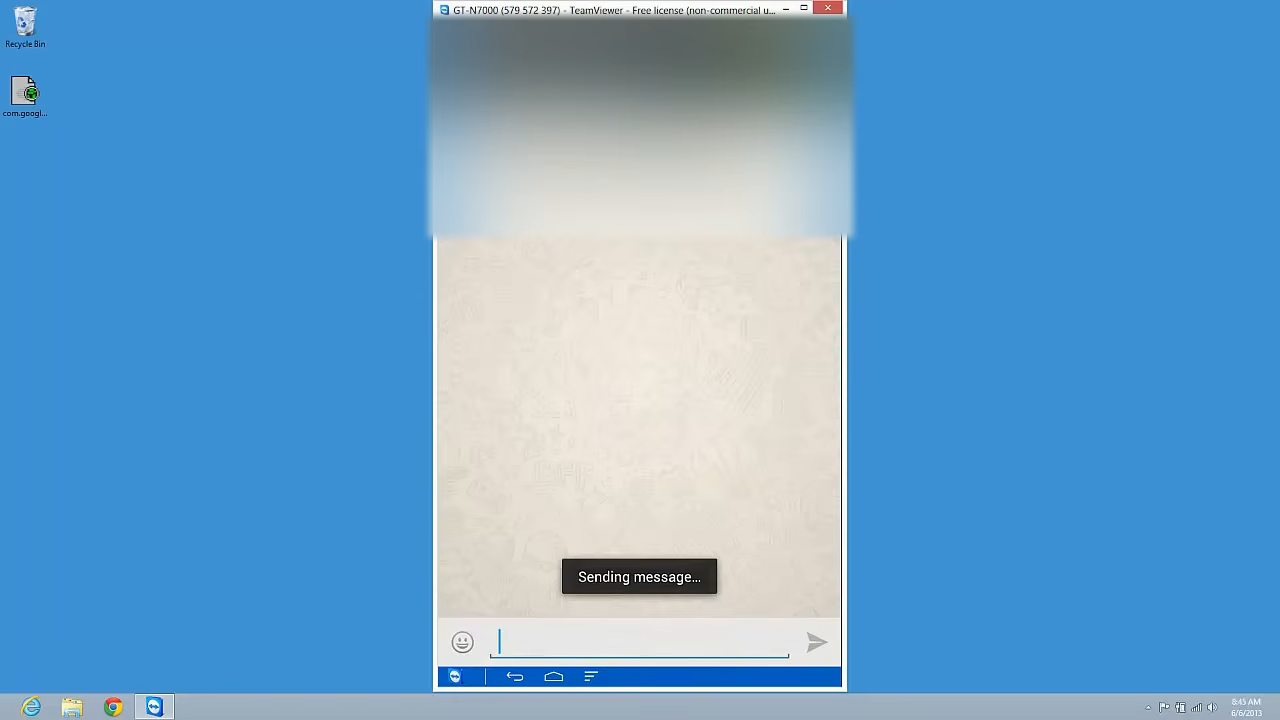 GT-N7000 (579 572 397) - TeamViewer - Free license (non-commercial u...
Recycle Bin
com.googl...
Sending message...
8:45 AM
6/6/2013